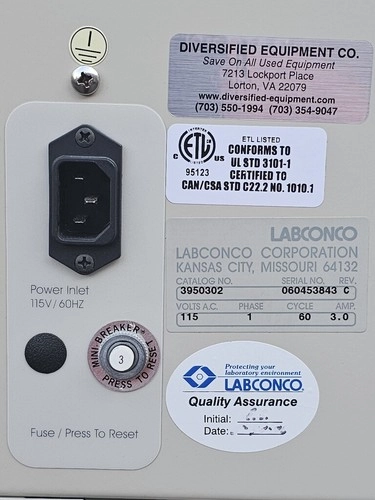 DIVERSIFIED EQUIPMENT CO.
Save On All Used Equipment
7213 Lockport Place
Lorton, VA 22079
www.diversified-equipment.com
(703) 550-1994 (703) 354-9047
ETL LISTED
CONFORMS TO
UL STD 3101-1
CERTIFIED TO
CAN/CSA STD C22.2 NO. 1010.1
ETL
C US
95123
LABCONCO
LABCONCO CORPORATION
KANSAS CITY, MISSOURI 64132
CATALOG NO. SERIAL NO. REV.
3950302 060453843 C
VOLTS A.C. PHASE CYCLE AMP.
115 1 60 3.0
Power Inlet
115V / 60HZ
MINI-BREAKER
3
PRESS TO RESET
Fuse / Press To Reset
Protecting your
laboratory environment
LABCONCO
Quality Assurance
Initial:
Date: